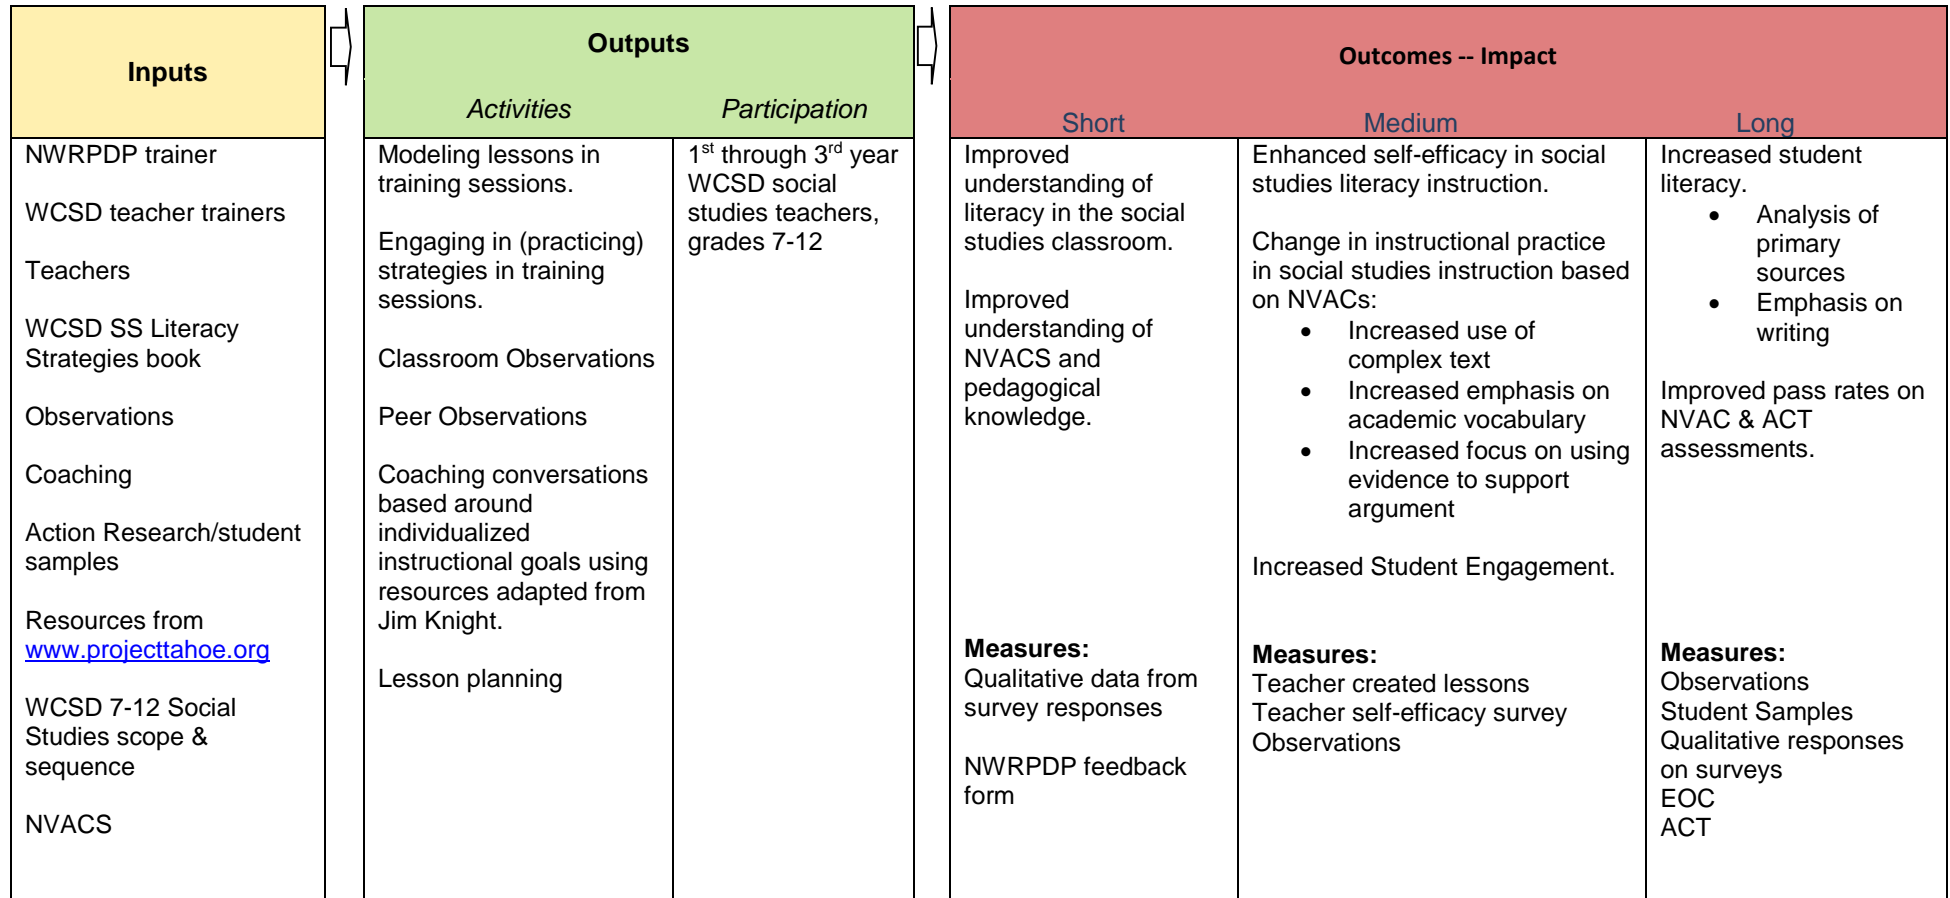 Inputs
NWRPDP trainer
WCSD teacher trainers
Teachers
WCSD SS Literacy
Strategies book
Observations
Coaching
Action Research/student
samples
Resources from
www.projecttahoe.org
WCSD 7-12 Social
Studies scope &
sequence
NVACS
Outputs
Activities
Modeling lessons in
training sessions.
Engaging in (practicing)
strategies in training
sessions.
Classroom Observations
Peer Observations
Coaching conversations
based around
individualized
instructional goals using
resources adapted from
Jim Knight.
Lesson planning
Participation
1st through 3rd year
WCSD social
studies teachers,
grades 7-12
Outcomes -- Impact
Short
Improved
understanding of
literacy in the social
studies classroom.
Improved
understanding of
NVACS and
pedagogical
knowledge.
Measures:
Qualitative data from
survey responses
NWRPDP feedback
form
Medium
Enhanced self-efficacy in social
studies literacy instruction.
Change in instructional practice
in social studies instruction based
on NVACs:
• Increased use of
complex text
• Increased emphasis on
academic vocabulary
• Increased focus on using
evidence to support
argument
Increased Student Engagement.
Measures:
Teacher created lessons
Teacher self-efficacy survey
Observations
Long
Increased student
literacy.
• Analysis of
primary
sources
• Emphasis on
writing
Improved pass rates on
NVAC & ACT
assessments.
Measures:
Observations
Student Samples
Qualitative responses
on surveys
EOC
ACT